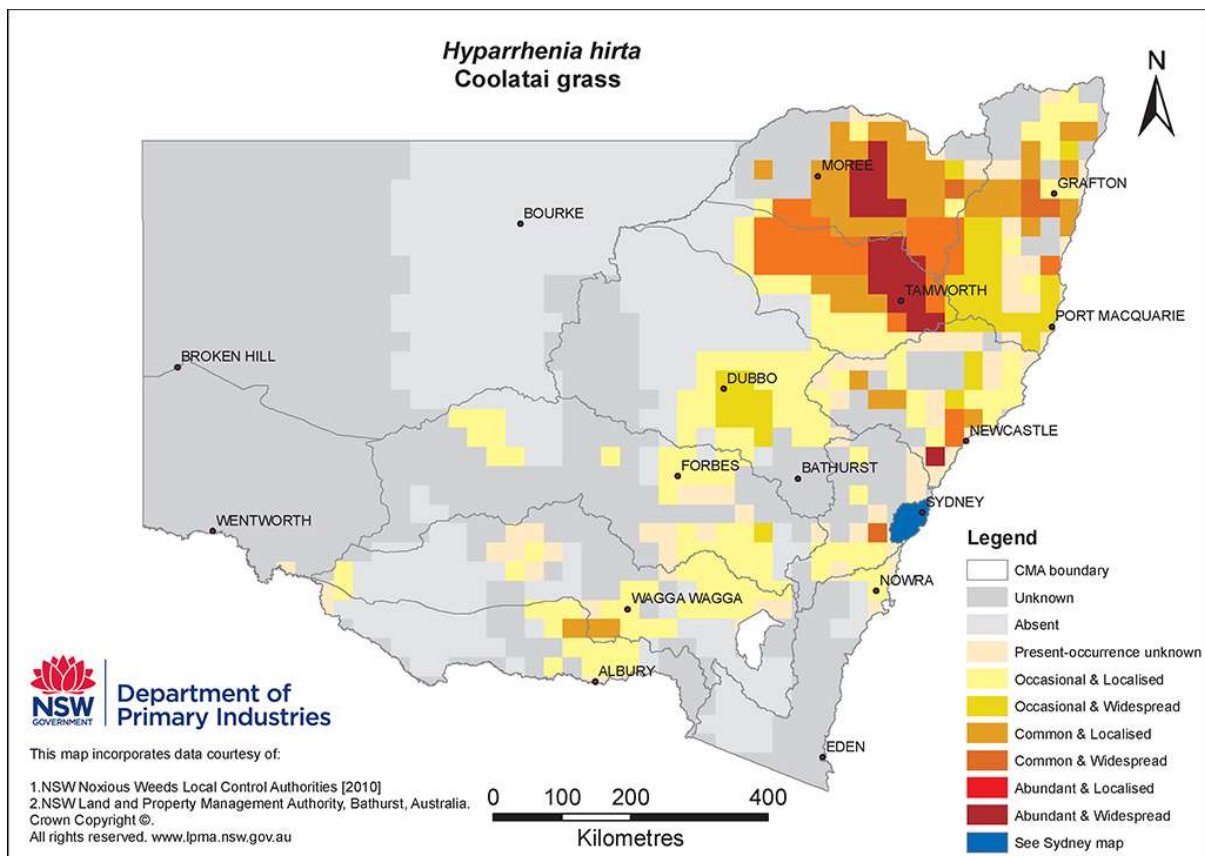 Hyparrhenia hirta
Coolatai grass
N
MOREE
GRAFTON
BOURKE
TAMWORTH
PORT MACQUARIE
BROKEN HILL
DUBBO
NEWCASTLE
FORBES
BATHURST
SYDNEY
WENTWORTH
NOWRA
WAGGA WAGGA
ALBURY
EDEN
Legend
CMA boundary
Unknown
Absent
Present-occurrence unknown
Occasional & Localised
Occasional & Widespread
Common & Localised
Common & Widespread
Abundant & Localised
Abundant & Widespread
See Sydney map
NSW
GOVERNMENT
Department of
Primary Industries
This map incorporates data courtesy of:
1.NSW Noxious Weeds Local Control Authorities [2010]
2.NSW Land and Property Management Authority, Bathurst, Australia.
Crown Copyright ©.
All rights reserved. www.lpma.nsw.gov.au
0 100 200 400
Kilometres